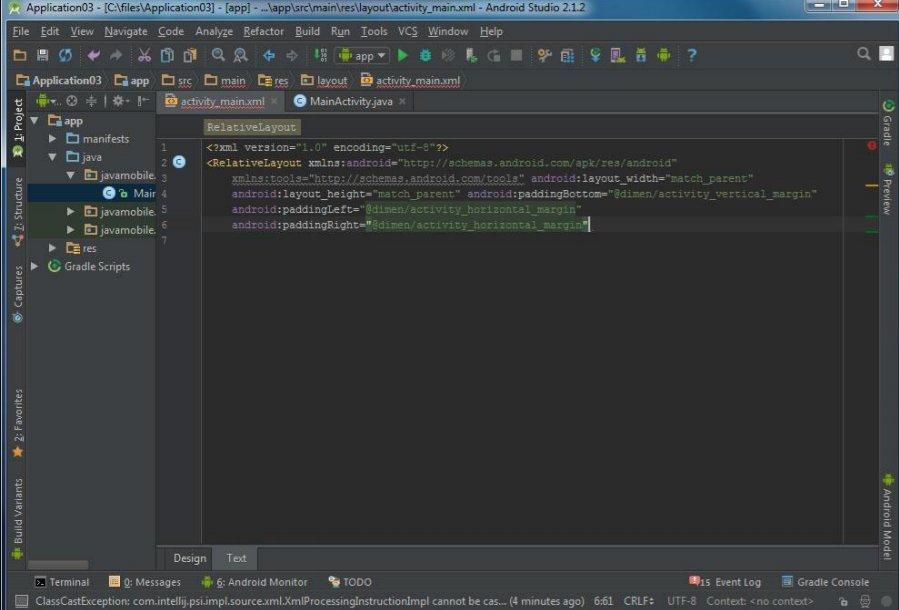 Application03 - [C:\files\Application03] - [app] - ...\app\src\main\res\layout\activity_main.xml - Android Studio 2.1.2
File Edit View Navigate Code Analyze Refactor Build Run Tools VCS Window Help
app
Application03 app src main res layout activity_main.xml
1: Project
activity_main.xml MainActivity.java
Gradle
app
RelativeLayout
manifests
1 <?xml version="1.0" encoding="utf-8"?>
java
2 <RelativeLayout xmlns:android="http://schemas.android.com/apk/res/android"
javamobile.
3 xmlns:tools="http://schemas.android.com/tools" android:layout_width="match_parent"
Main
4 android:layout_height="match_parent" android:paddingBottom="@dimen/activity_vertical_margin"
javamobile.
5 android:paddingLeft="@dimen/activity_horizontal_margin"
javamobile.
6 android:paddingRight="@dimen/activity_horizontal_margin"
res
7
Gradle Scripts
Z: Structure
Captures
2: Favorites
Build Variants
Preview
Android Model
Design Text
Terminal 0: Messages 6: Android Monitor TODO 15 Event Log Gradle Console
ClassCastException: com.intellij.psi.impl.source.xml.XmlProcessingInstructionImpl cannot be cas... (4 minutes ago) 6:61 CRLF UTF-8 Context: <no context>